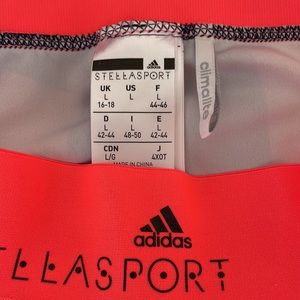 adidas
STELLASPORT
UK US F
L L L
16-18 L 44-46
D I E
L L L
42-44 48-50 42-44
CDN J
L/G 4XOT
MADE IN CHINA
climalite
adidas
TELLASPORT